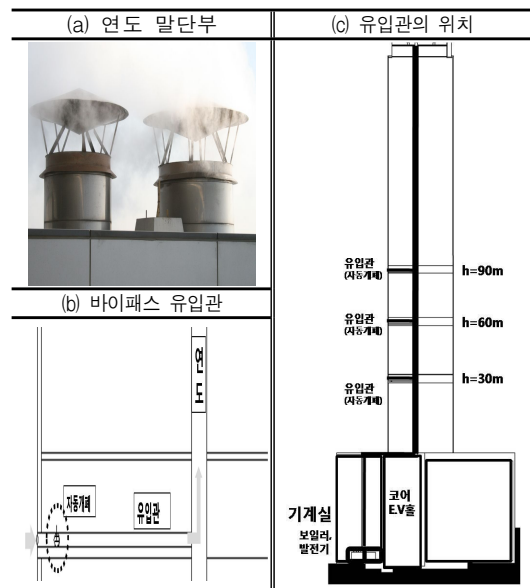 (a) 연도 말단부
(b) 바이패스 유입관
연도
자동개폐
유입관
(c) 유입관의 위치
유입관
(자동개폐)
h=90m
유입관
(자동개폐)
h=60m
유입관
(자동개폐)
h=30m
기계실
보일러,
발전기
코어
E.V홀